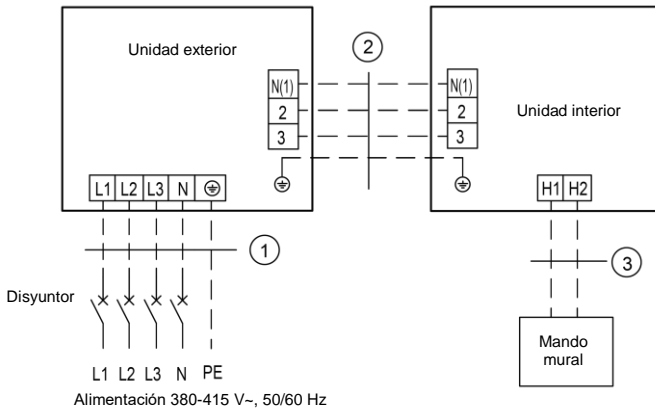 Unidad exterior
2
N(1)
2
3
N(1)
2
3
Unidad interior
L1 L2 L3 N
H1 H2
1
3
Disyuntor
Mando
mural
L1 L2 L3 N PE
Alimentación 380-415 V~, 50/60 Hz